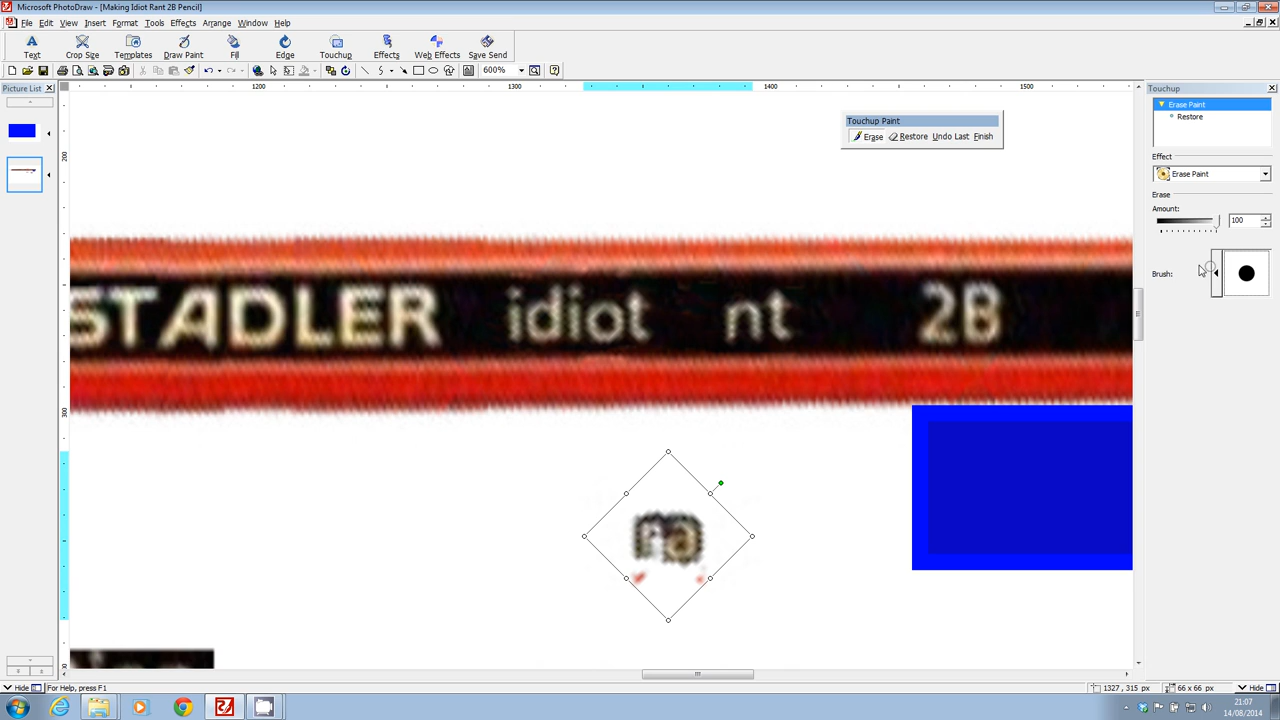 Microsoft PhotoDraw - [Making Idiot Rant 2B Pencil]
File Edit View Insert Format Tools Effects Arrange Window Help
Text Crop Size Templates Draw Paint Fill Edge Touchup Effects Web Effects Save Send
600%
Picture List
1200 1300 1400 1500
Touchup
Erase Paint
Restore
Touchup Paint
Erase Restore Undo Last Finish
Effect
Erase Paint
Erase
Amount:
100
Brush:
200
STADLER idiot nt 2B
300
Hide
For Help, press F1
1327 , 315 px
66 x 66 px
Hide
21:07
14/08/2014